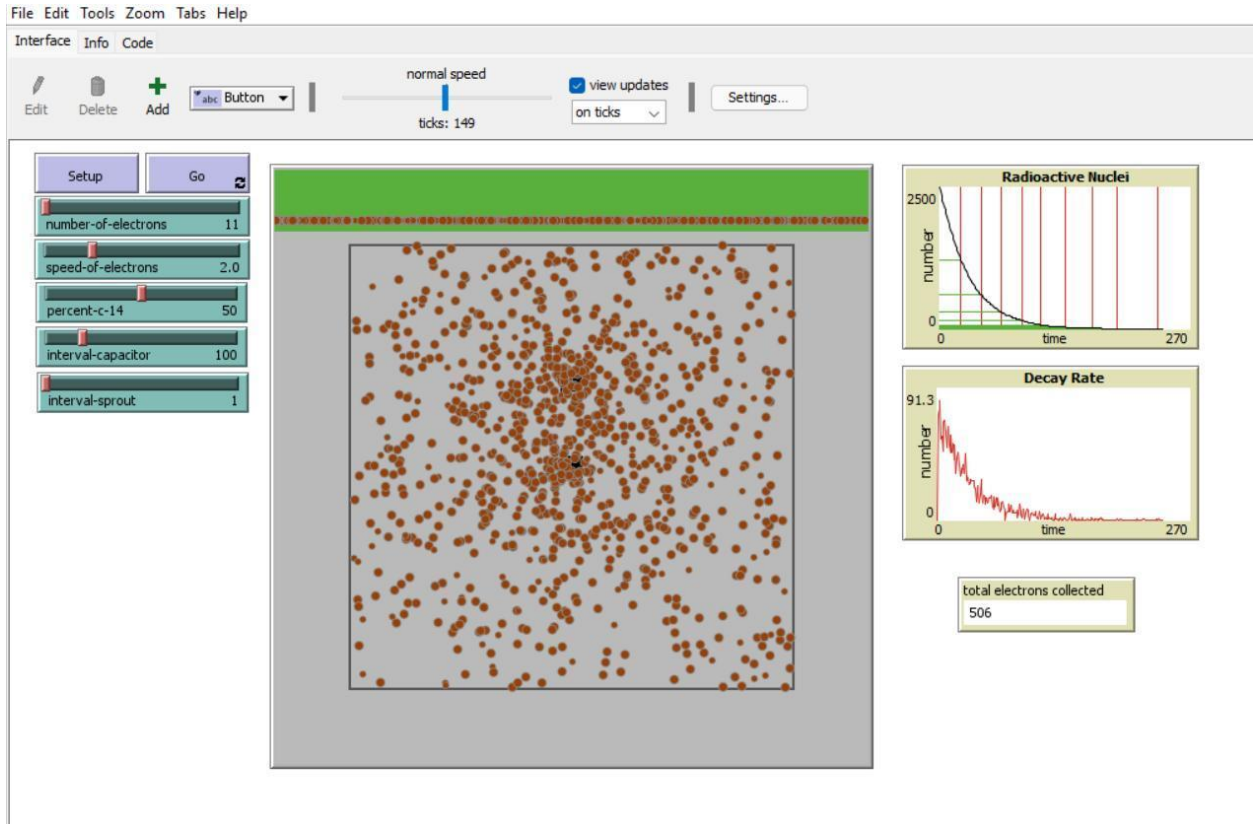 File Edit Tools Zoom Tabs Help
Interface Info Code
Edit Delete Add abc Button normal speed ticks: 149 view updates on ticks Settings...
Setup Go
number-of-electrons 11
speed-of-electrons 2.0
percent-c-14 50
interval-capacitor 100
interval-sprout 1
Radioactive Nuclei
2500
number
0
0 time 270
Decay Rate
91.3
number
0
0 time 270
total electrons collected
506